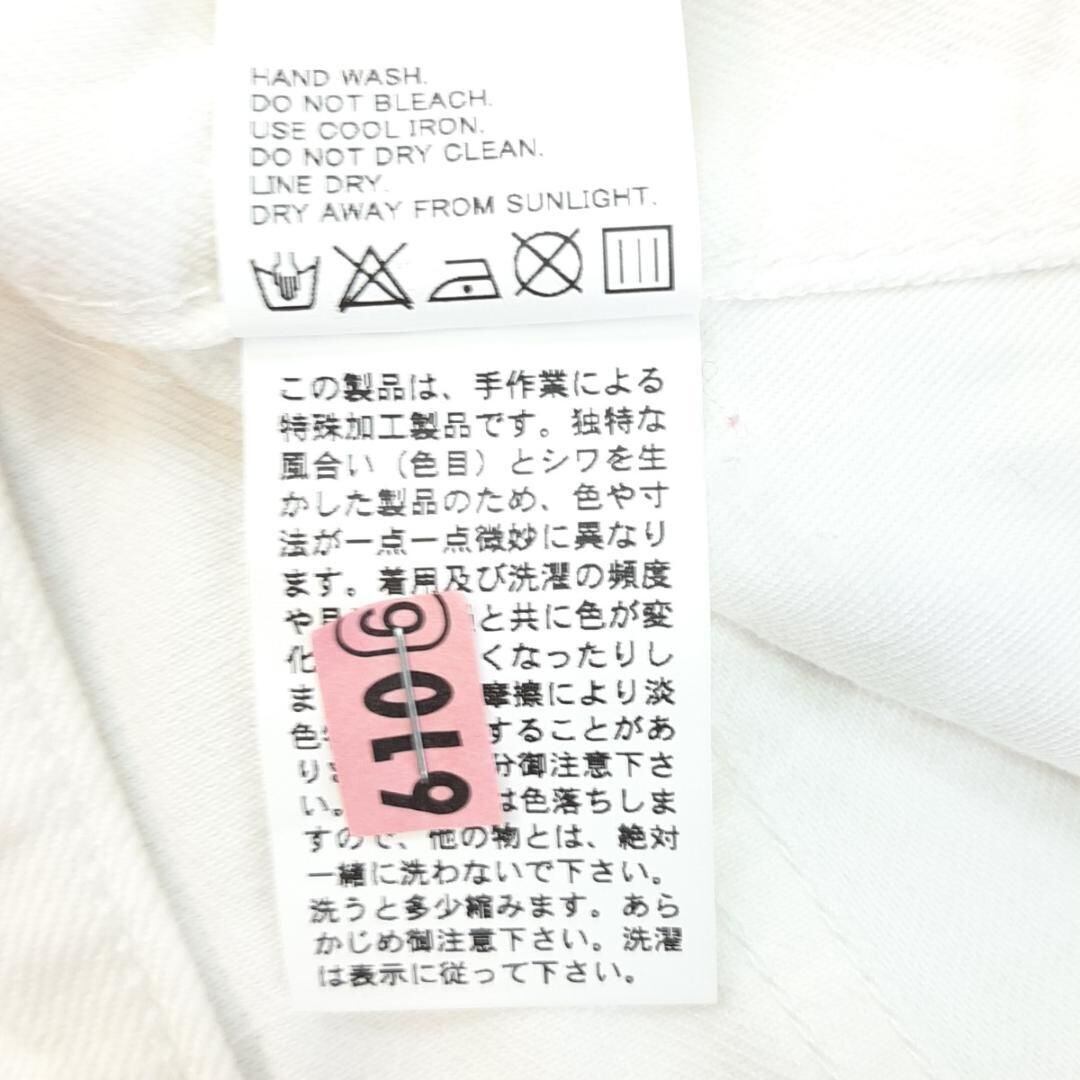 HAND WASH.
DO NOT BLEACH.
USE COOL IRON.
DO NOT DRY CLEAN.
LINE DRY.
DRY AWAY FROM SUNLIGHT.
この製品は、手作業による
特殊加工製品です。独特な
風合い（色目）とシワを生
かした製品のため、色や寸
法が一点一点微妙に異なり
ます。着用及び洗濯の頻度
や と共に色が変
化 くなったりし
ま 摩擦により淡
色 することがあ
り 分御注意下さ
い。 は色落ちしま
すので、他の物とは、絶対
一緒に洗わないで下さい。
洗うと多少縮みます。あら
かじめ御注意下さい。洗濯
は表示に従って下さい。
6109